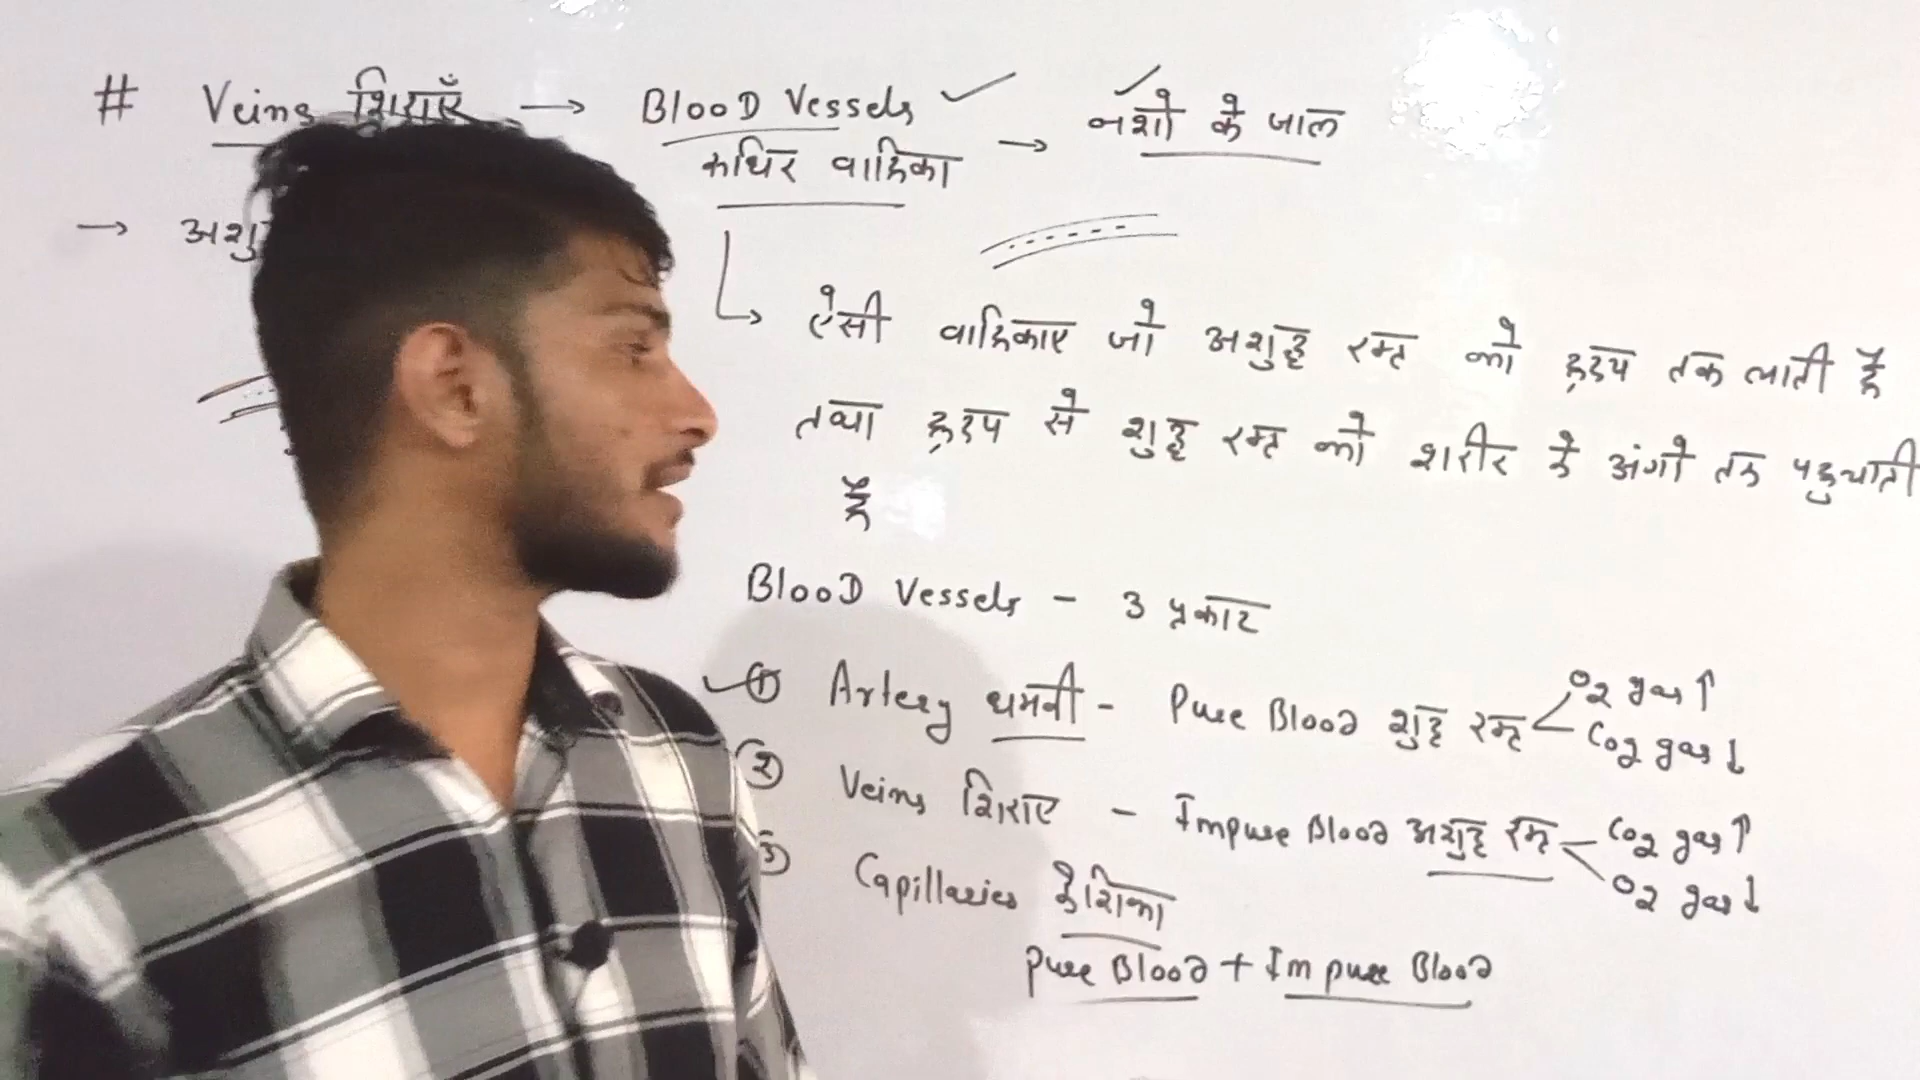 # Veins शिराएँ → Blood Vessels ✓ → नशो के जाल
रुधिर वाहिका
→ अशु
↳ ऐसी वाहिकाए जो अशुद्ध रक्त को हृदय तक लाती है
तथा हृदय से शुद्ध रक्त को शरीर के अंगो तक पहुचाती
है
Blood Vessels - 3 प्रकार
① Artery धमनी - Pure Blood शुद्ध रक्त < O2 gas ↑
CO2 gas ↓
② Veins शिराए - Impure Blood अशुद्ध रक्त < CO2 gas ↑
O2 gas ↓
③ Capillaries केशिका
Pure Blood + Impure Blood